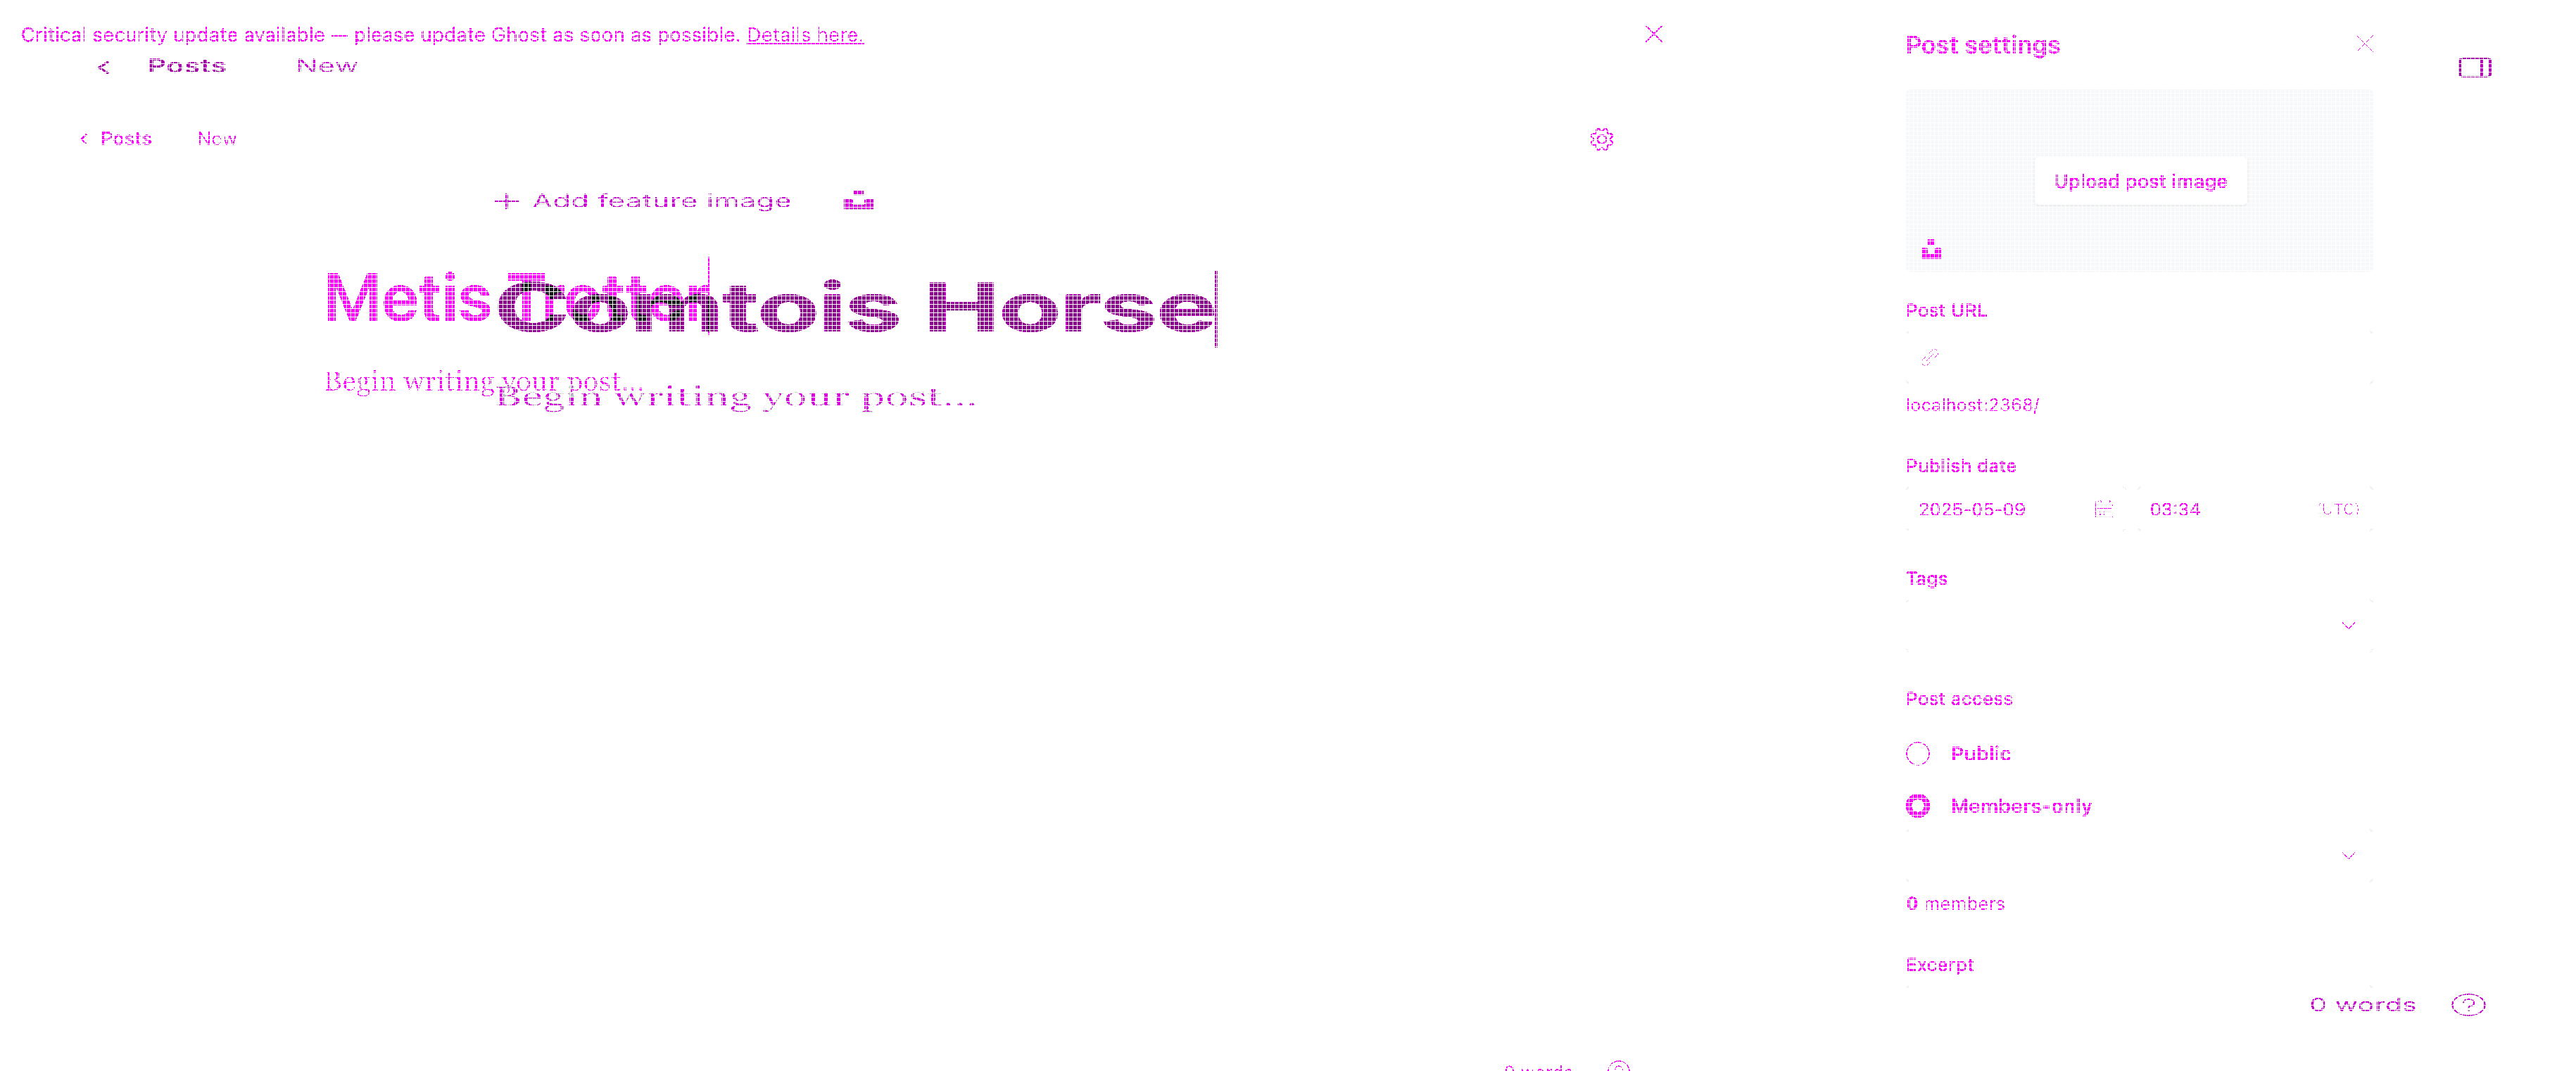 Critical security update available — please update Ghost as soon as possible. Details here.
Posts New
Posts New
Add feature image
Metis Trotter
Comtois Horse
Begin writing your post...
Begin writing your post...
Post settings
Upload post image
Post URL
localhost:2368/
Publish date
2025-05-09 03:34 (UTC)
Tags
Post access
Public
Members-only
0 members
Excerpt
0 words ?
0 words